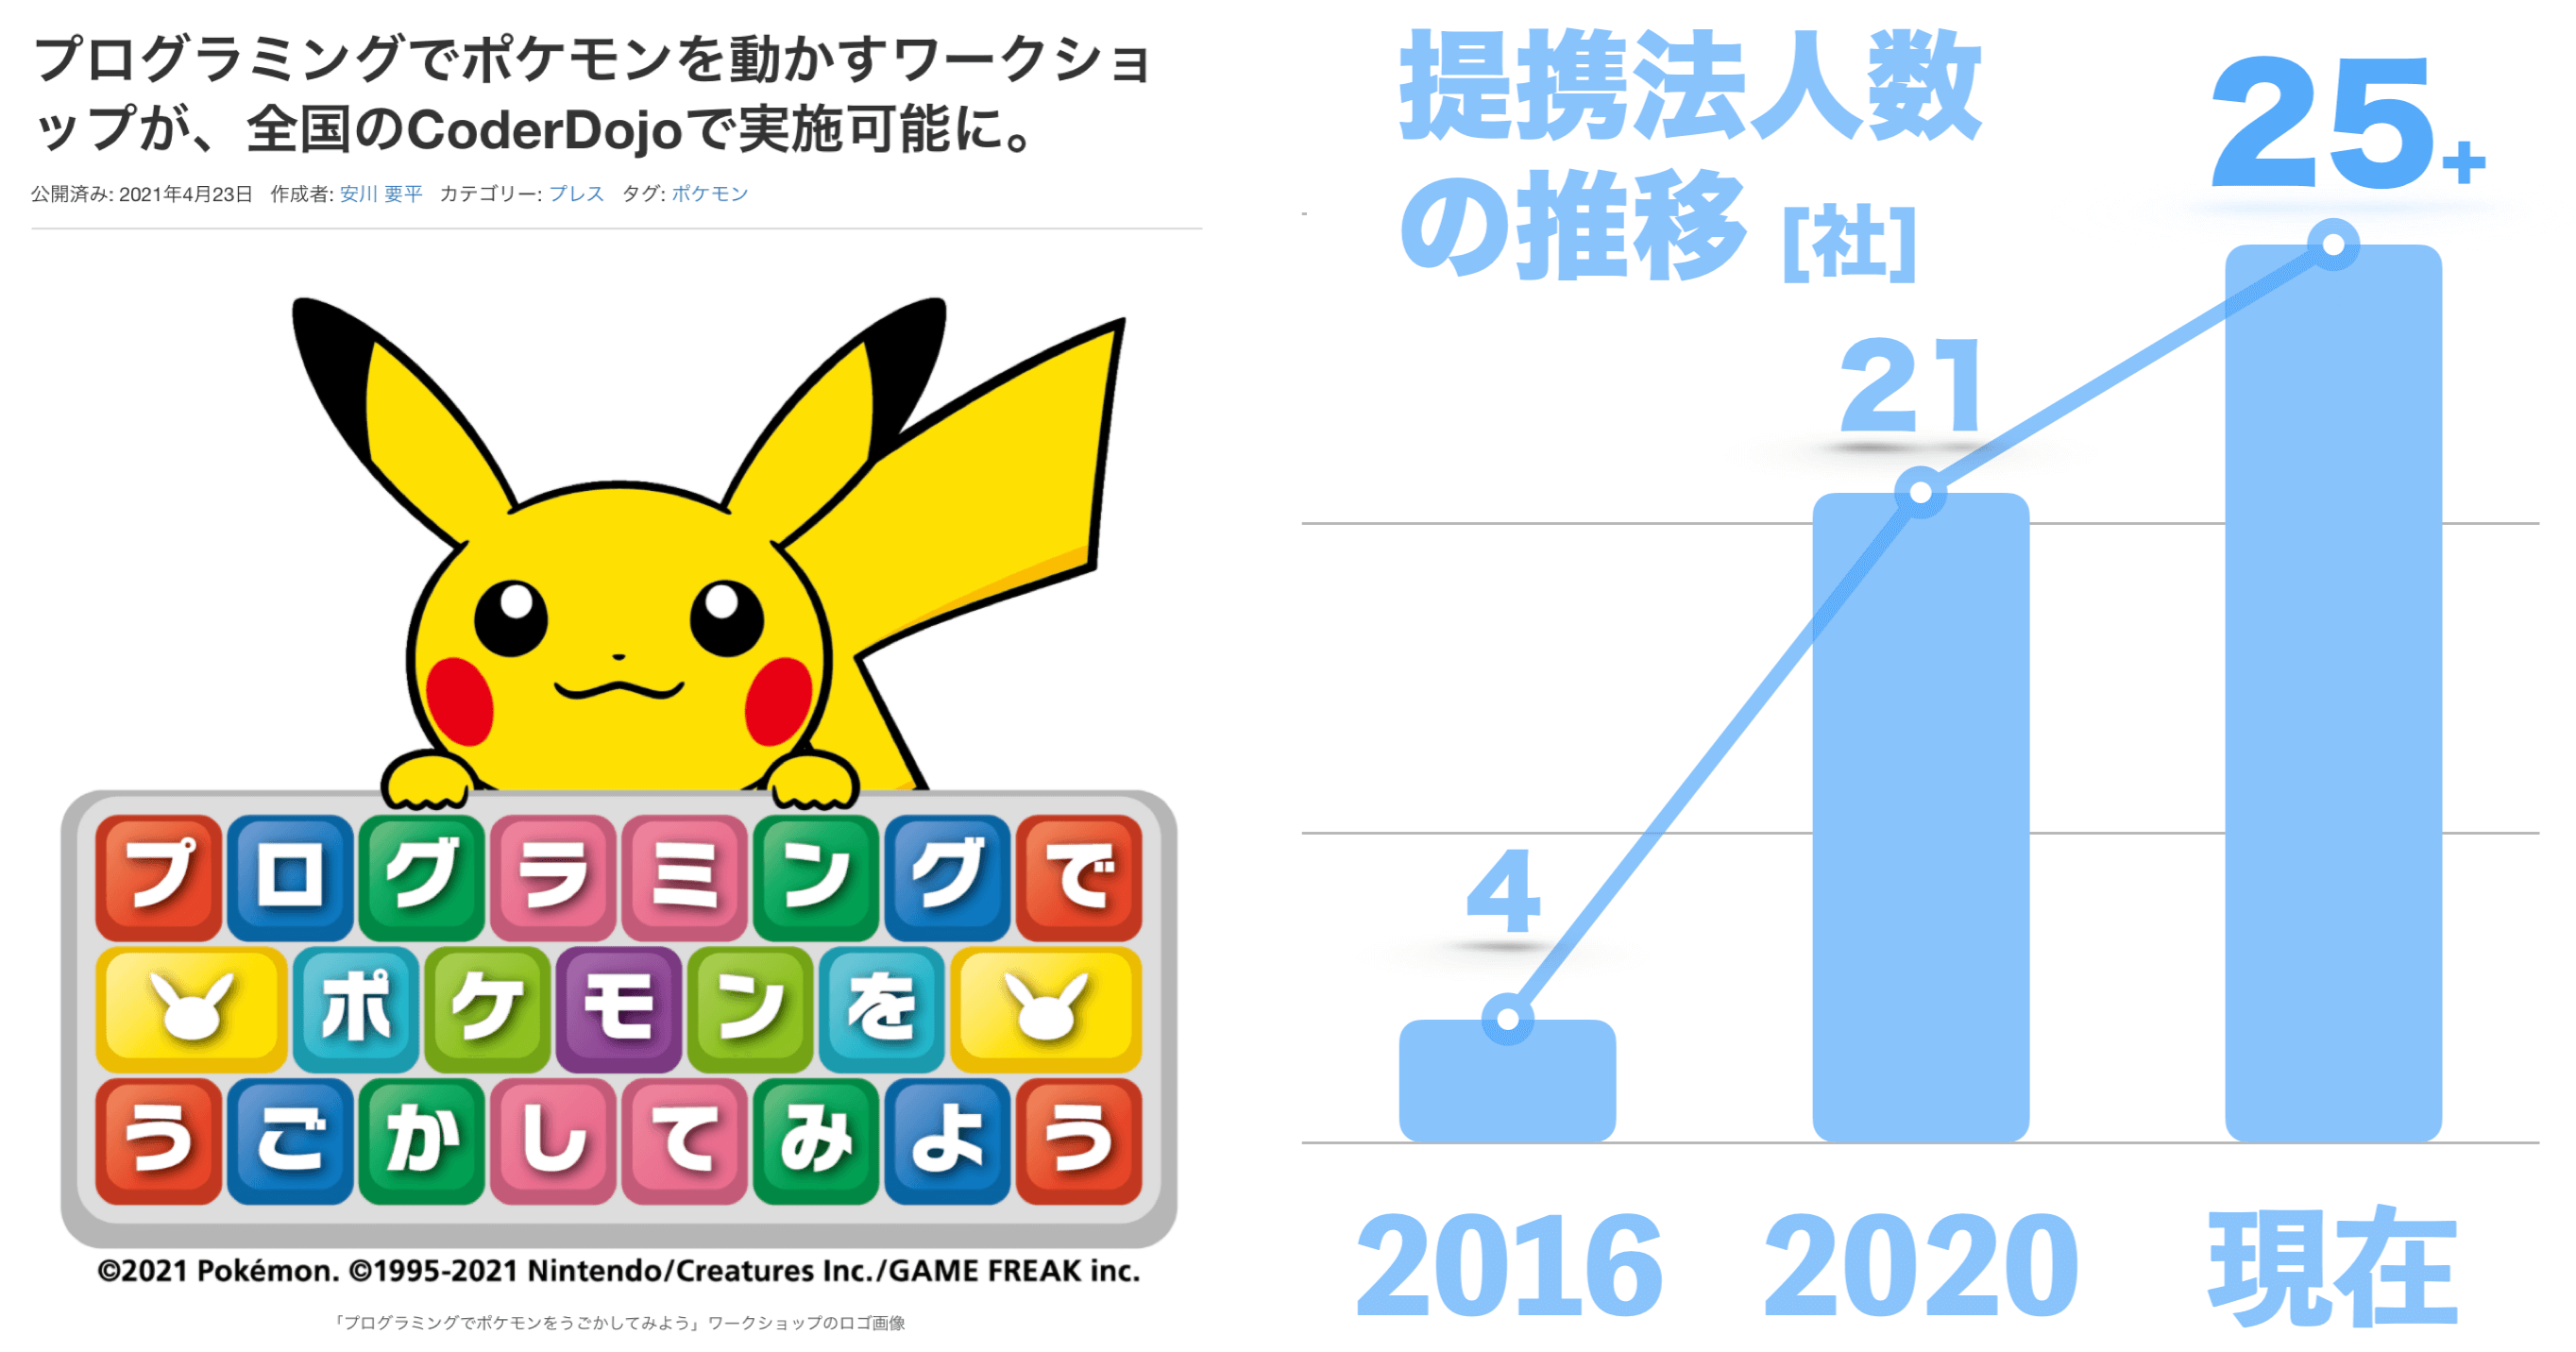 プログラミングでポケモンを動かすワークショ
ップが、全国のCoderDojoで実施可能に。
公開済み: 2021年4月23日 作成者: 安川 要平 カテゴリー: プレス タグ: ポケモン
プログラミングで
ポケモンを
うごかしてみよう
©2021 Pokémon. ©1995-2021 Nintendo/Creatures Inc./GAME FREAK inc.
「プログラミングでポケモンをうごかしてみよう」ワークショップのロゴ画像
提携法人数
の推移 [社]
25+
21
4
2016 2020 現在